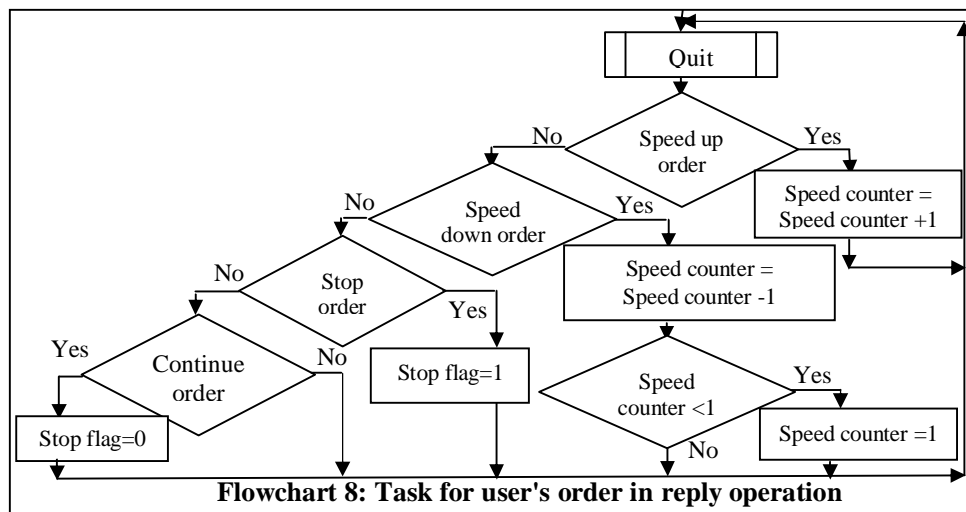 Quit
No
Speed up
order
Yes
Speed counter =
Speed counter +1
No
Speed
down order
Yes
Speed counter =
Speed counter -1
No
Stop
order
Yes
Stop flag=1
Yes
Continue
order
No
Stop flag=0
Speed
counter <1
Yes
No
Speed counter =1
Flowchart 8: Task for user's order in reply operation